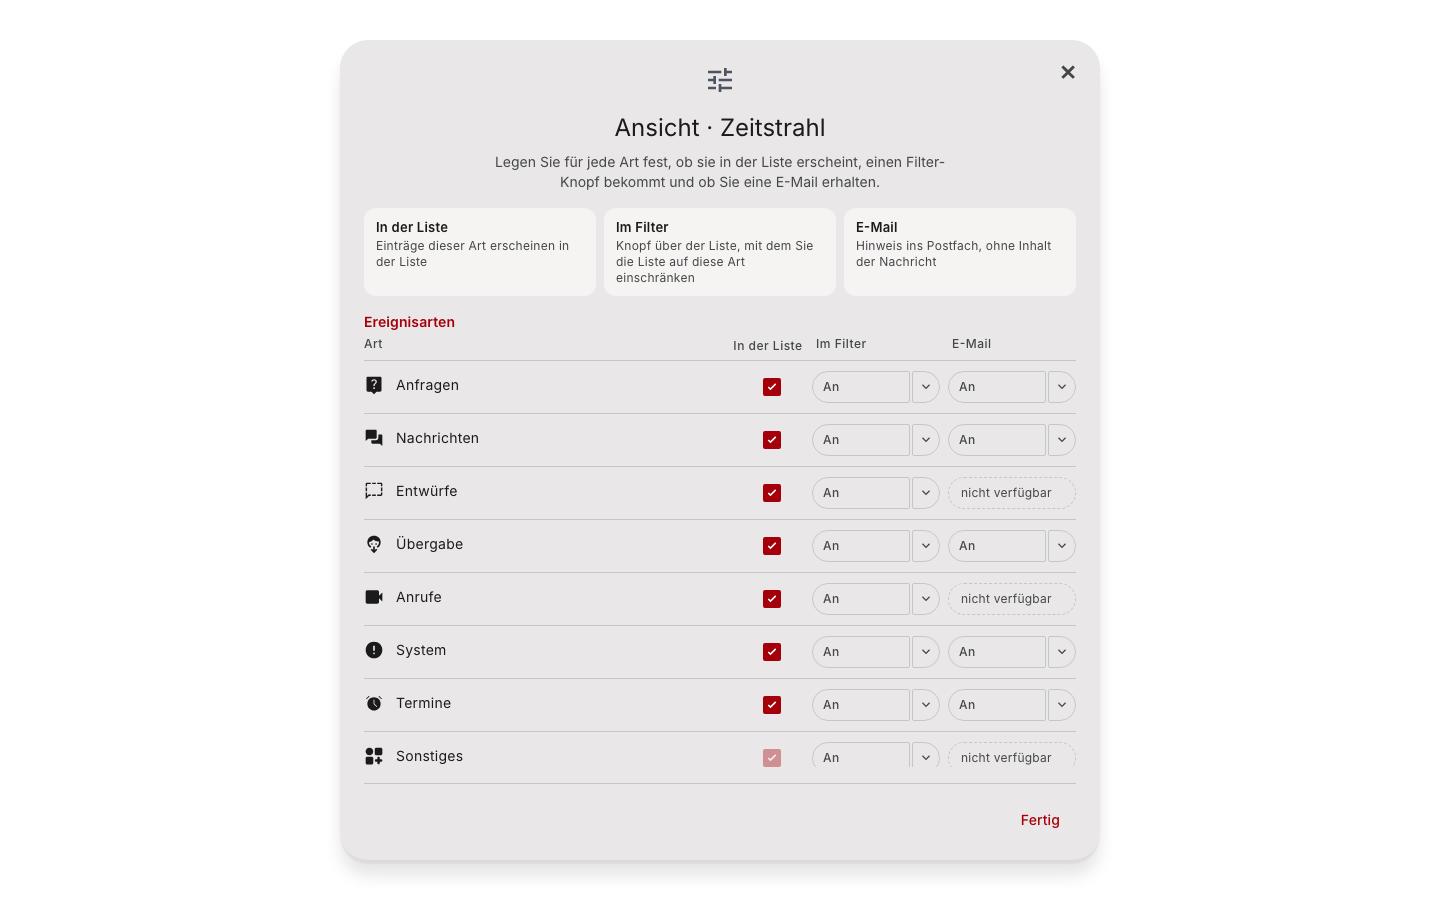 Ansicht · Zeitstrahl
Legen Sie für jede Art fest, ob sie in der Liste erscheint, einen Filter-
Knopf bekommt und ob Sie eine E-Mail erhalten.
In der Liste
Einträge dieser Art erscheinen in
der Liste
Im Filter
Knopf über der Liste, mit dem Sie
die Liste auf diese Art
einschränken
E-Mail
Hinweis ins Postfach, ohne Inhalt
der Nachricht
Ereignisarten
Art In der Liste Im Filter E-Mail
Anfragen An An
Nachrichten An An
Entwürfe An nicht verfügbar
Übergabe An An
Anrufe An nicht verfügbar
System An An
Termine An An
Sonstiges An nicht verfügbar
Fertig